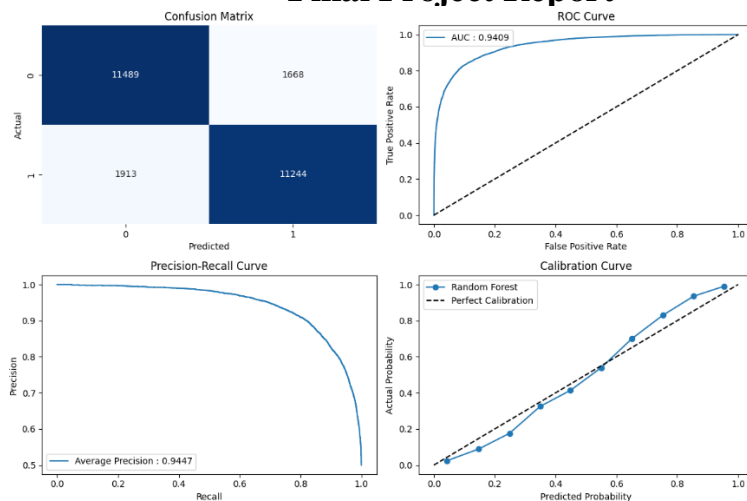 Confusion Matrix
0
11489
1668
Actual
1
1913
11244
0
1
Predicted
ROC Curve
AUC : 0.9409
1.0
0.8
0.6
0.4
0.2
0.0
True Positive Rate
0.0
0.2
0.4
0.6
0.8
1.0
False Positive Rate
Precision-Recall Curve
1.0
0.9
0.8
0.7
0.6
0.5
Precision
Average Precision : 0.9447
0.0
0.2
0.4
0.6
0.8
1.0
Recall
Calibration Curve
Random Forest
Perfect Calibration
1.0
0.8
0.6
0.4
0.2
0.0
Actual Probability
0.0
0.2
0.4
0.6
0.8
1.0
Predicted Probability